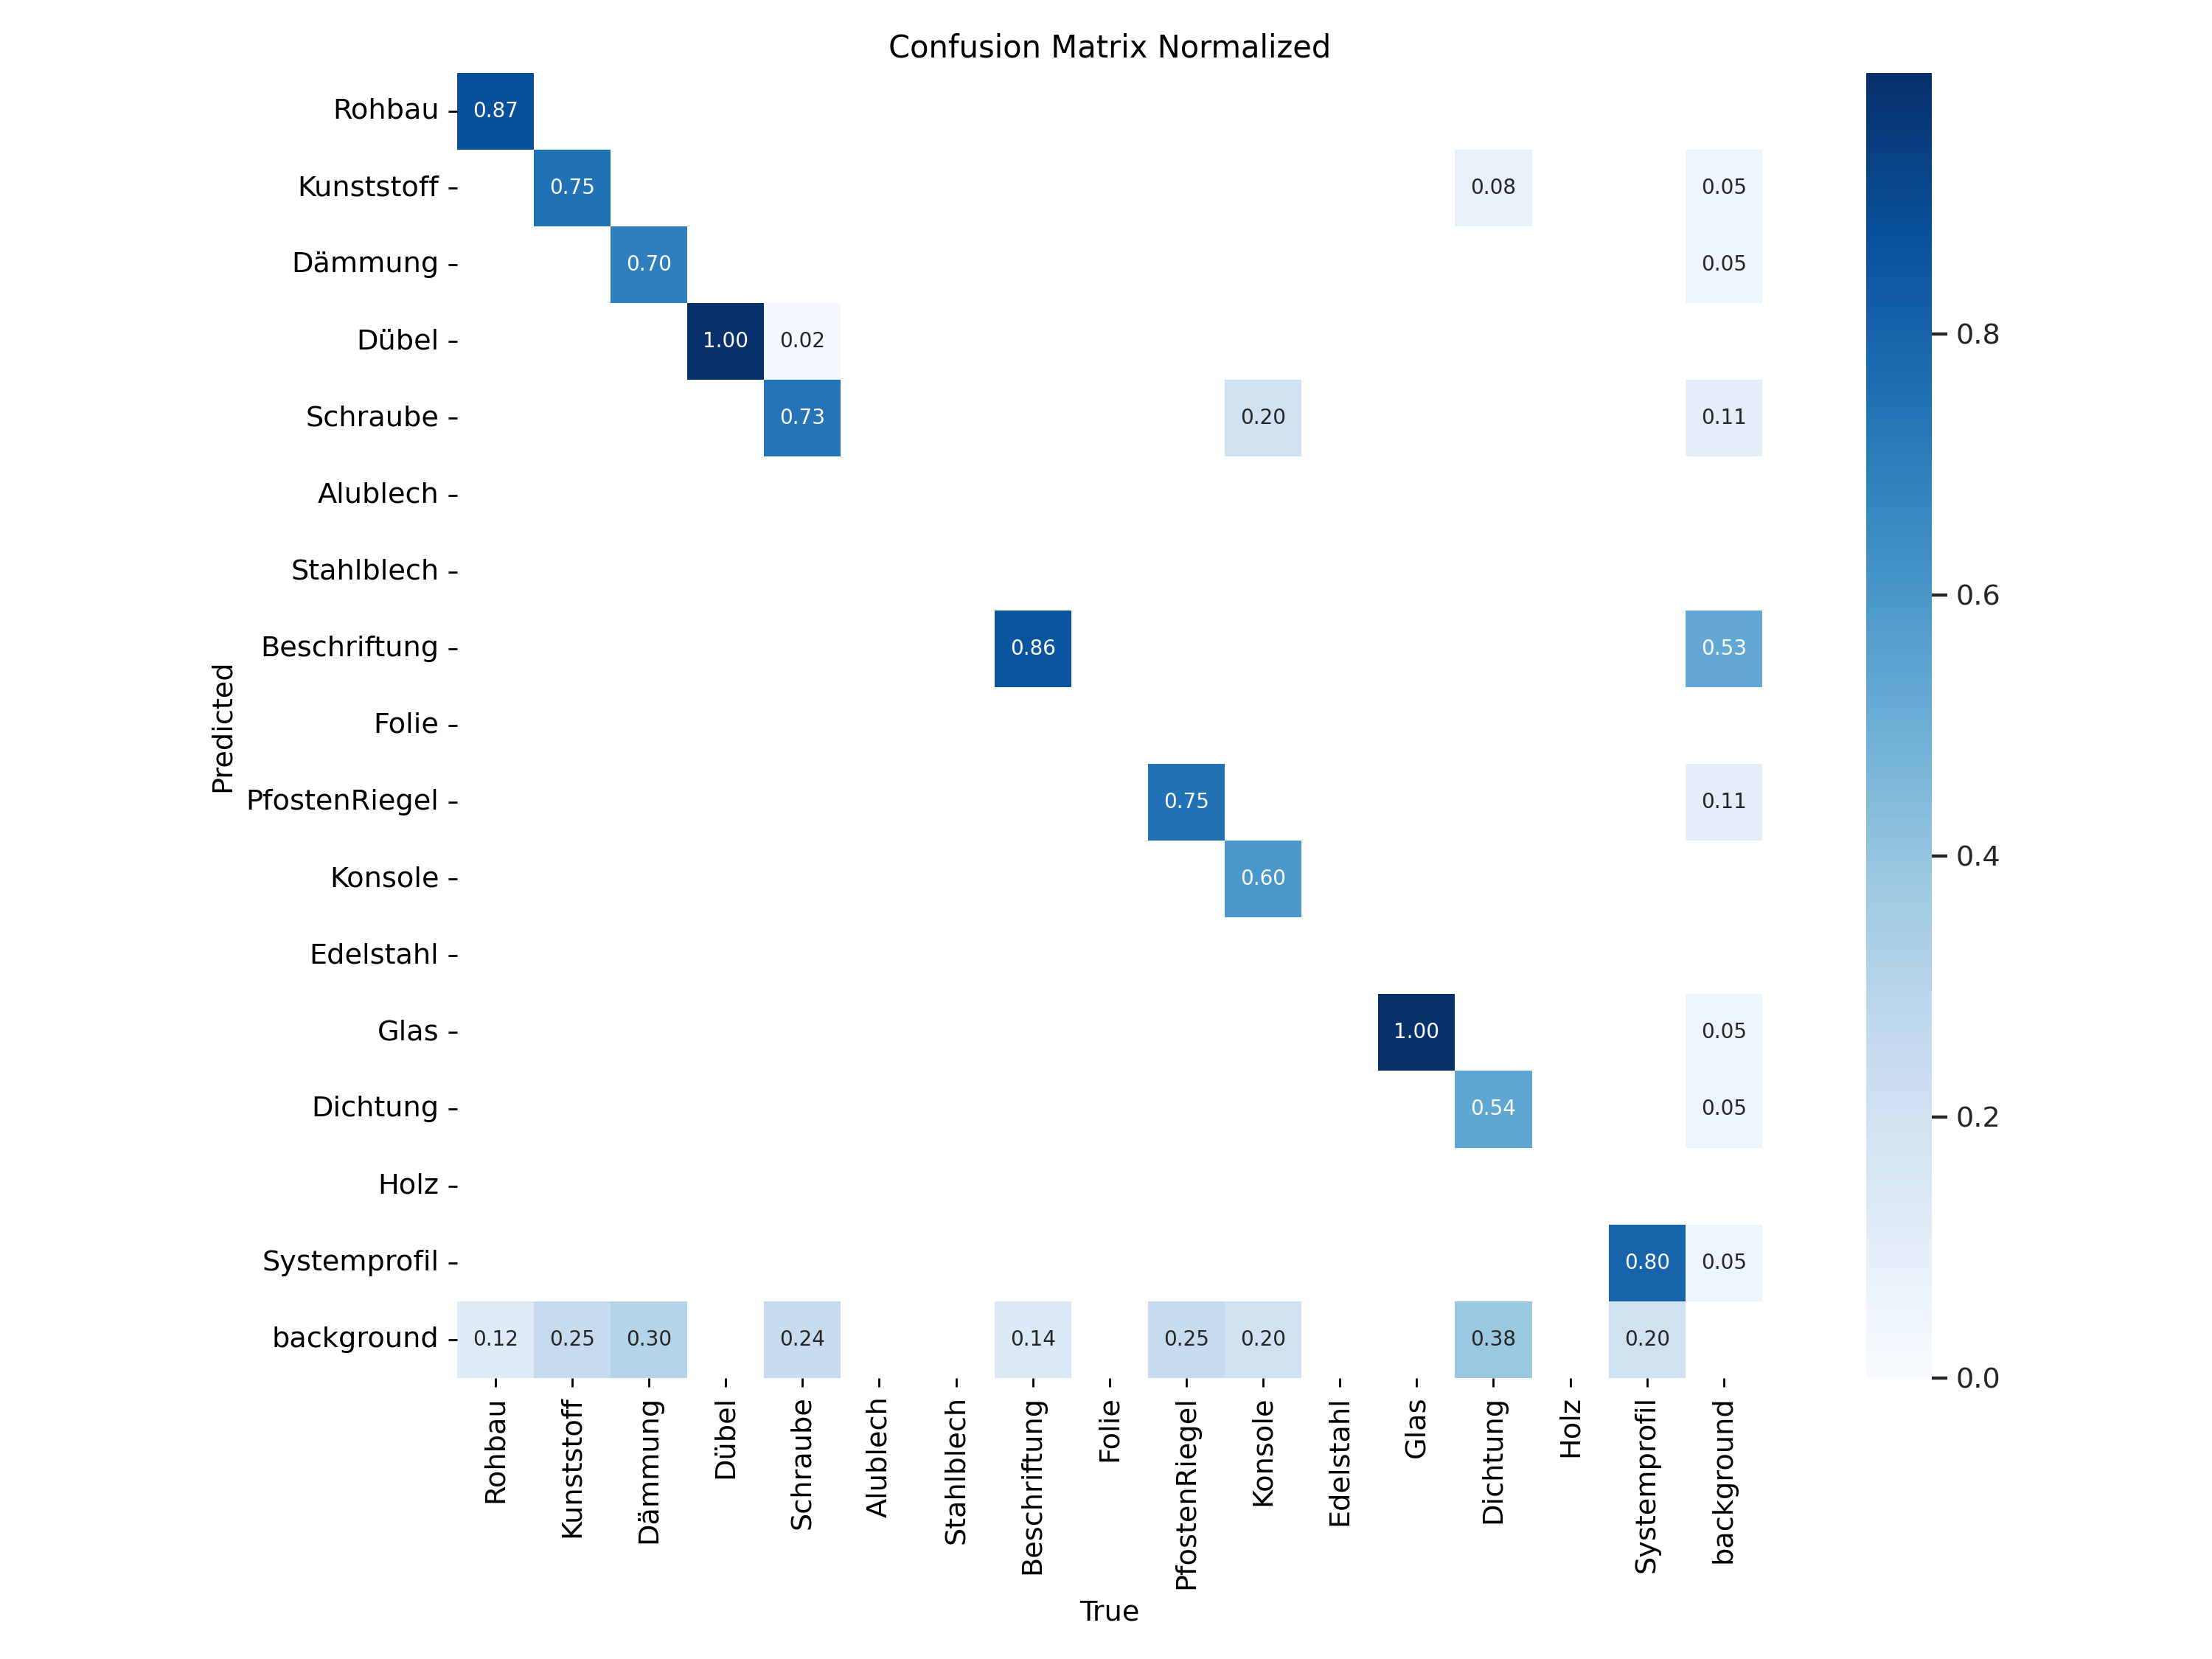 Confusion Matrix Normalized
Rohbau
0.87
Kunststoff
0.75 0.08 0.05
Dämmung
0.70 0.05
Dübel
1.00 0.02
0.8
Schraube
0.73 0.20 0.11
Alublech
Stahlblech
0.6
Beschriftung
0.86 0.53
Folie
Predicted
PfostenRiegel
0.75 0.11
0.4
Konsole
0.60
Edelstahl
Glas
1.00 0.05
Dichtung
0.54 0.05
0.2
Holz
Systemprofil
0.80 0.05
background
0.12 0.25 0.30 0.24 0.14 0.25 0.20 0.38 0.20
0.0
Rohbau
Kunststoff
Dämmung
Dübel
Schraube
Alublech
Stahlblech
Beschriftung
Folie
PfostenRiegel
Konsole
Edelstahl
Glas
Dichtung
Holz
Systemprofil
background
True